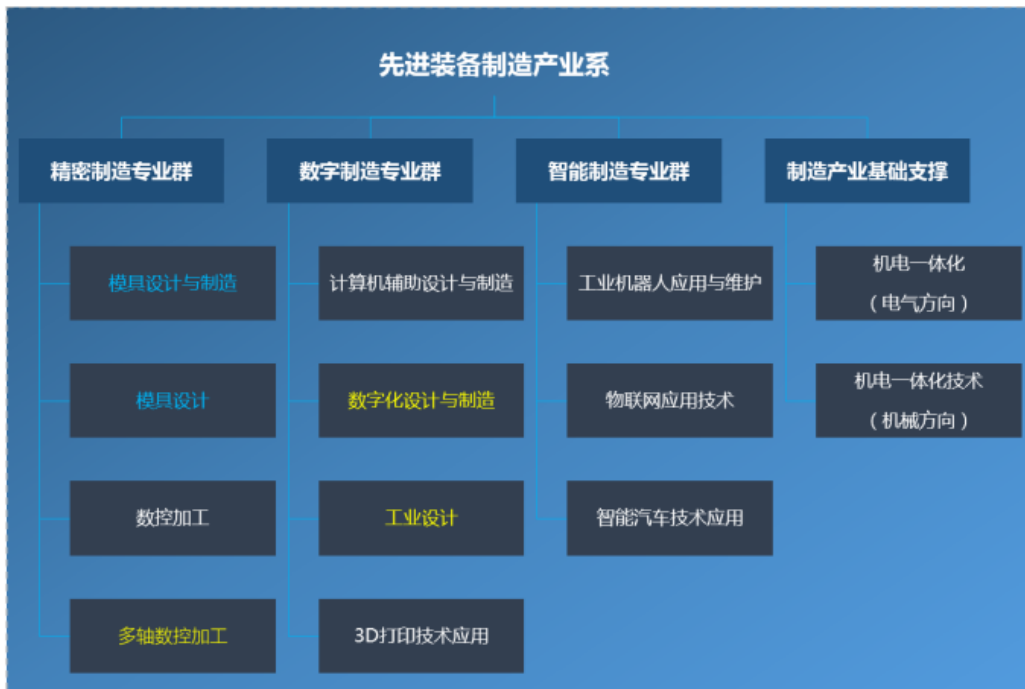 先进装备制造产业系
精密制造专业群
数字制造专业群
智能制造专业群
制造产业基础支撑
模具设计与制造
计算机辅助设计与制造
工业机器人应用与维护
机电一体化
（电气方向）
模具设计
数字化设计与制造
物联网应用技术
机电一体化技术
（机械方向）
数控加工
工业设计
智能汽车技术应用
多轴数控加工
3D打印技术应用